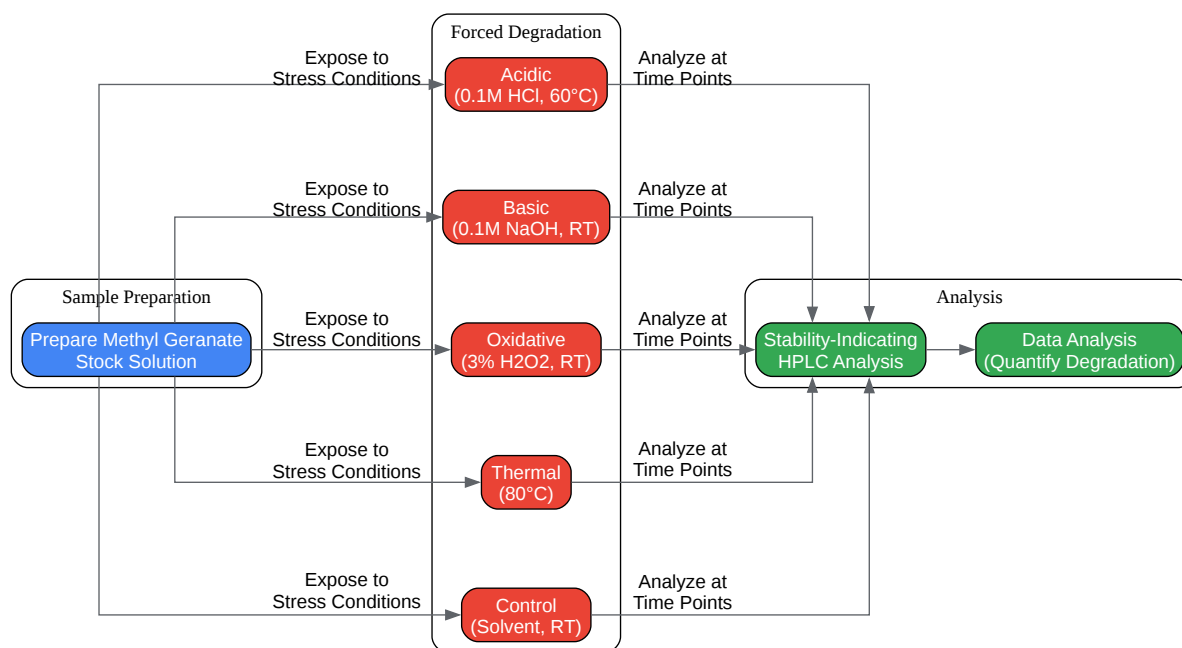 Forced Degradation
Expose to
Stress Conditions
Acidic
(0.1M HCl, 60°C)
Analyze at
Time Points
Expose to
Stress Conditions
Basic
(0.1M NaOH, RT)
Analyze at
Time Points
Sample Preparation
Prepare Methyl Geranate
Stock Solution
Expose to
Stress Conditions
Oxidative
(3% H2O2, RT)
Analyze at
Time Points
Analysis
Stability-Indicating
HPLC Analysis
Data Analysis
(Quantify Degradation)
Expose to
Stress Conditions
Thermal
(80°C)
Analyze at
Time Points
Expose to
Stress Conditions
Control
(Solvent, RT)
Analyze at
Time Points